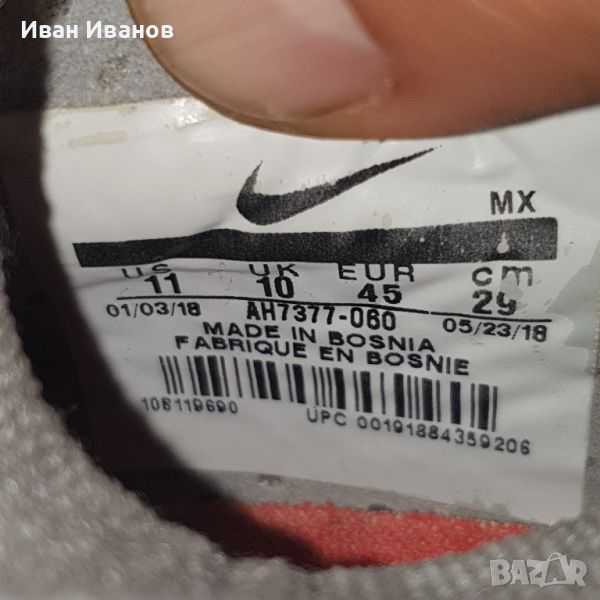 Иван Иванов
MX
US UK EUR cm
11 10 45 29
01/03/18 AH7377-060 05/23/18
MADE IN BOSNIA
FABRIQUE EN BOSNIE
108119690 UPC 00191884359206
BAZAR